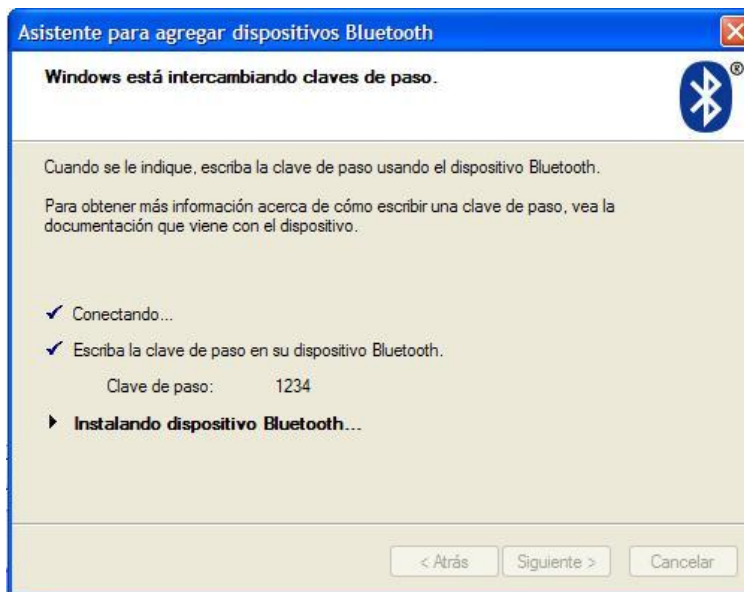 Asistente para agregar dispositivos Bluetooth
Windows está intercambiando claves de paso.
®
Cuando se le indique, escriba la clave de paso usando el dispositivo Bluetooth.
Para obtener más información acerca de cómo escribir una clave de paso, vea la
documentación que viene con el dispositivo.
Conectando...
Escriba la clave de paso en su dispositivo Bluetooth.
Clave de paso: 1234
Instalando dispositivo Bluetooth...
< Atrás Siguiente > Cancelar